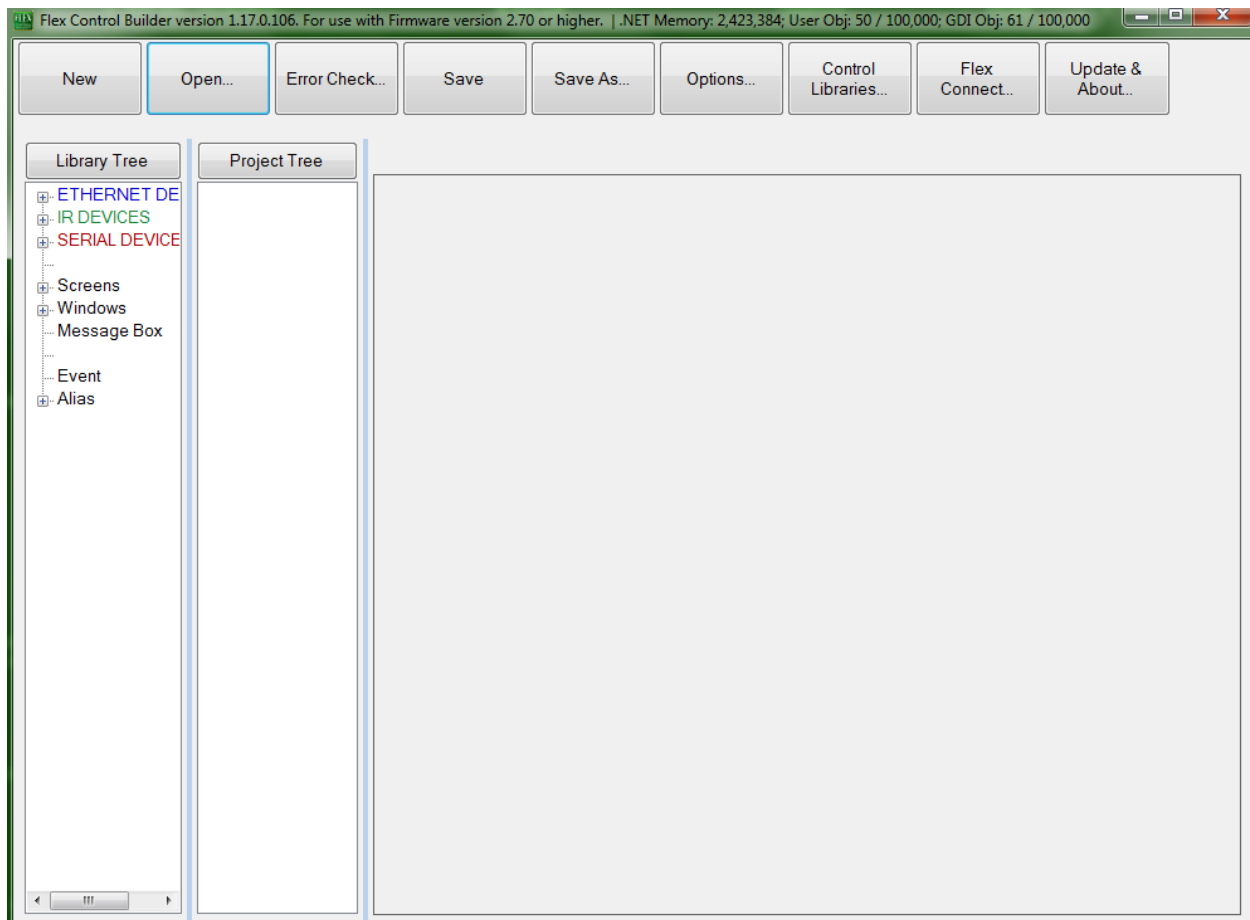 Flex Control Builder version 1.17.0.106. For use with Firmware version 2.70 or higher. | .NET Memory: 2,423,384; User Obj: 50 / 100,000; GDI Obj: 61 / 100,000
New
Open...
Error Check...
Save
Save As...
Options...
Control
Libraries...
Flex
Connect...
Update &
About...
Library Tree
Project Tree
ETHERNET DE
IR DEVICES
SERIAL DEVICE
Screens
Windows
Message Box
Event
Alias